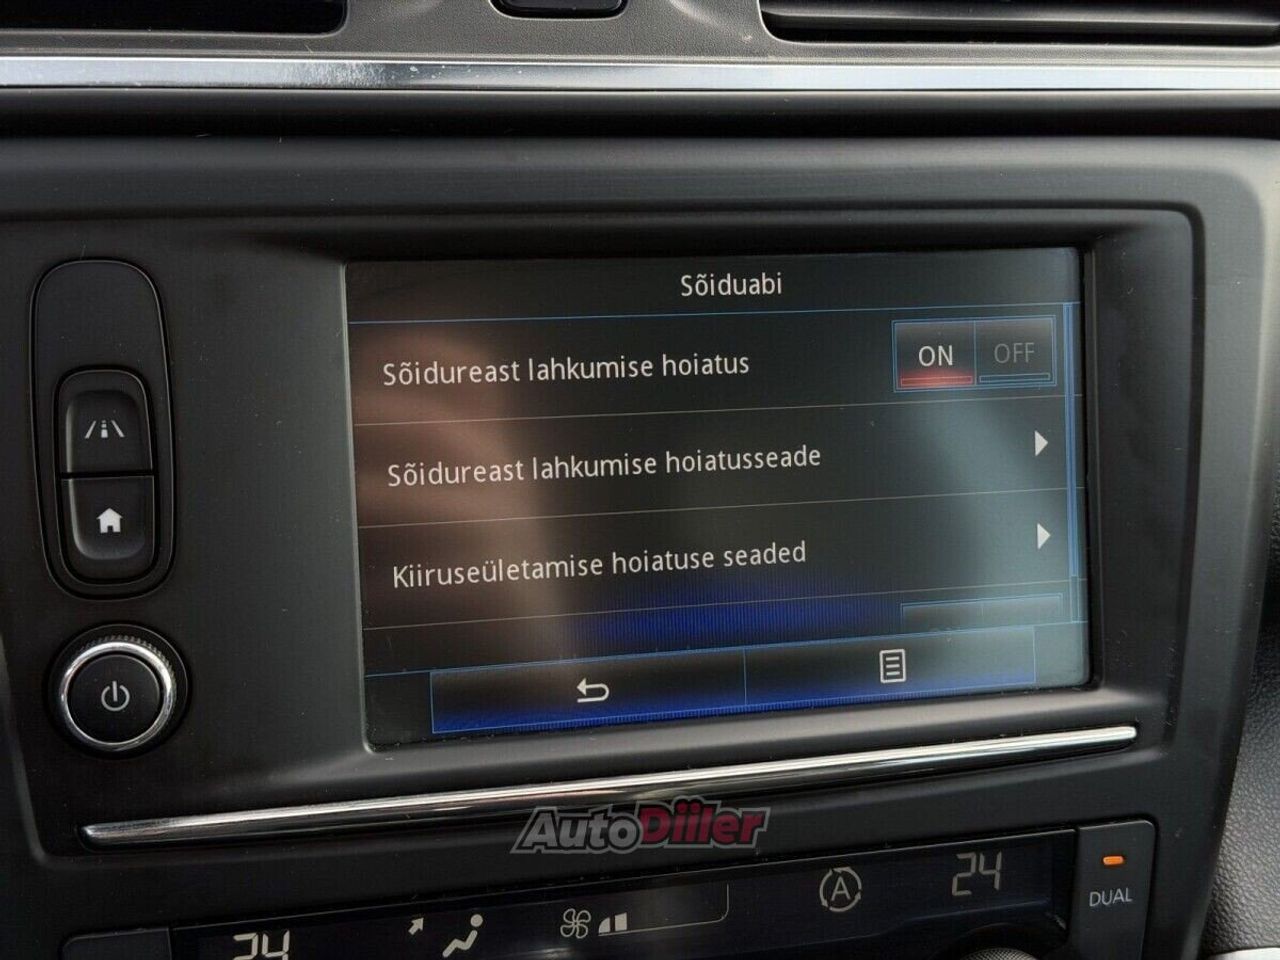 Sõiduabi
Sõidureast lahkumise hoiatus
ON OFF
Sõidureast lahkumise hoiatusseade
Kiiruseületamise hoiatuse seaded
AutoDiiler
A
24
DUAL
24